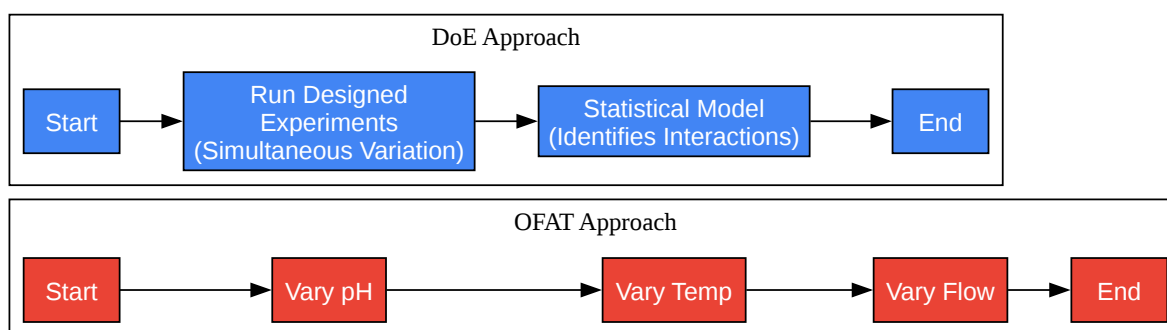 DoE Approach
Start
Run Designed
Experiments
(Simultaneous Variation)
Statistical Model
(Identifies Interactions)
End
OFAT Approach
Start
Vary pH
Vary Temp
Vary Flow
End